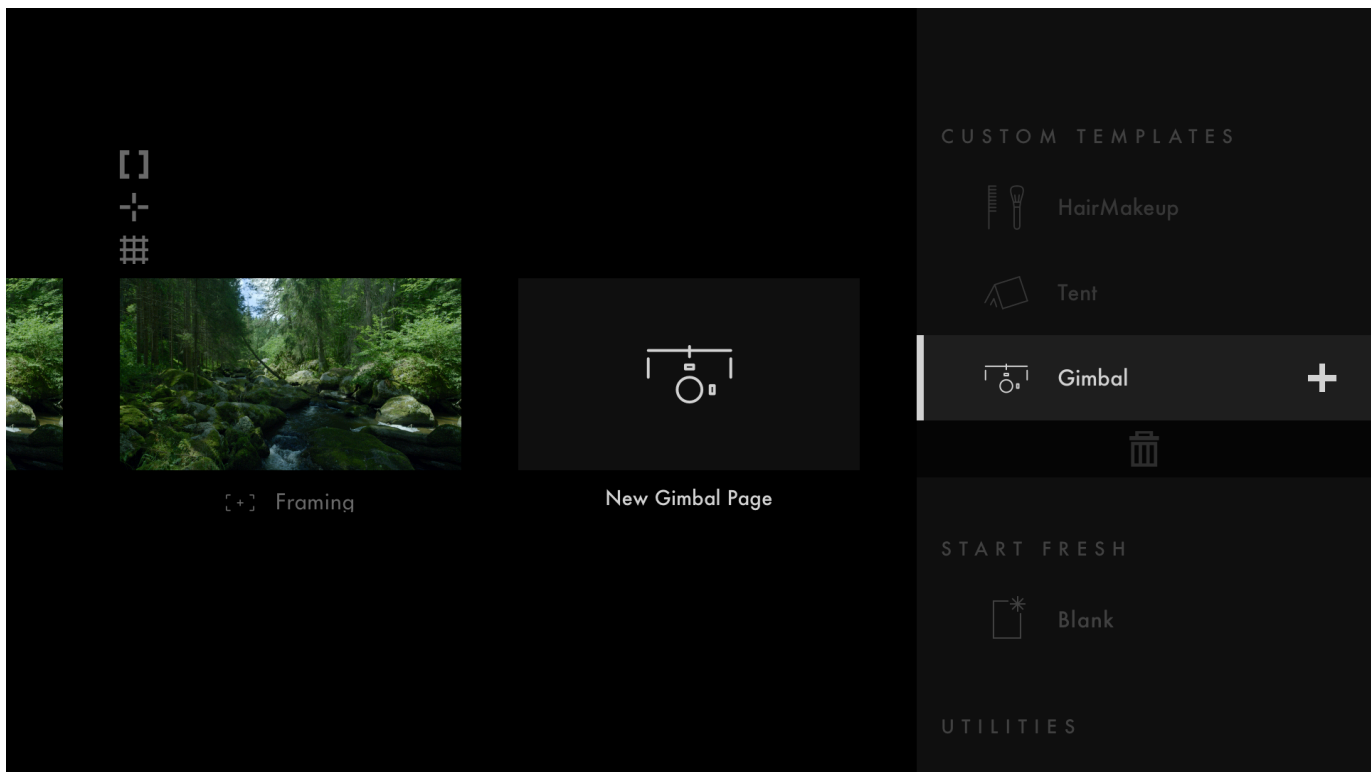 Framing
New Gimbal Page
CUSTOM TEMPLATES
HairMakeup
Tent
Gimbal
START FRESH
Blank
UTILITIES